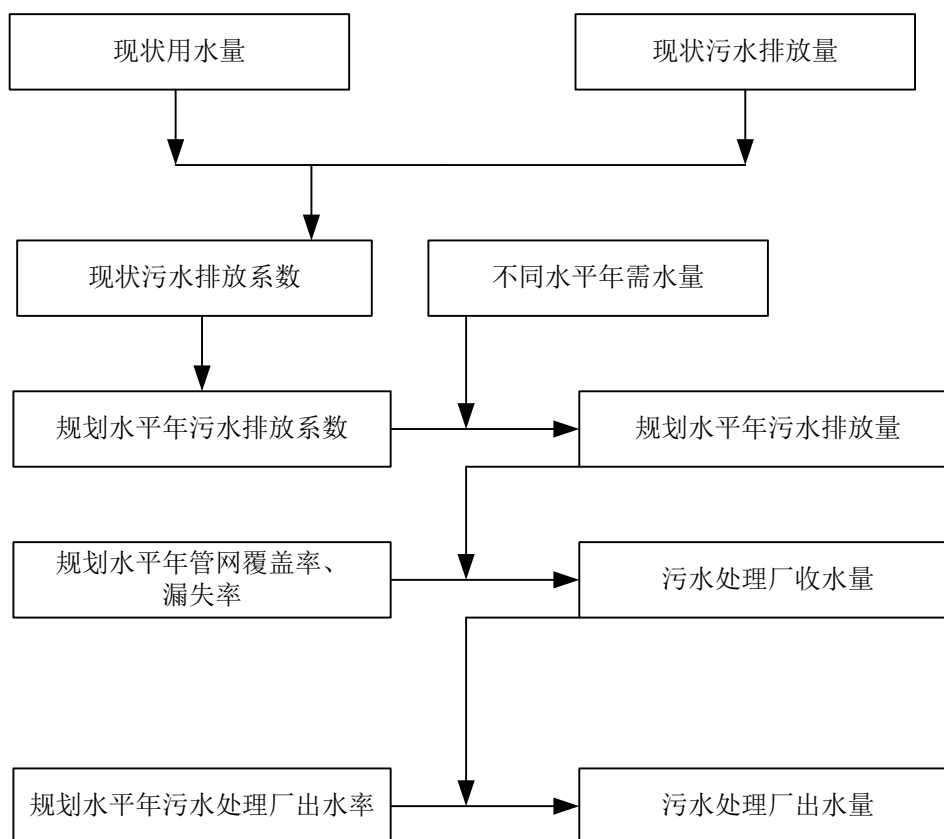 现状用水量
现状污水排放量
现状污水排放系数
不同水平年需水量
规划水平年污水排放系数
规划水平年污水排放量
规划水平年管网覆盖率、
漏失率
污水处理厂收水量
规划水平年污水处理厂出水率
污水处理厂出水量